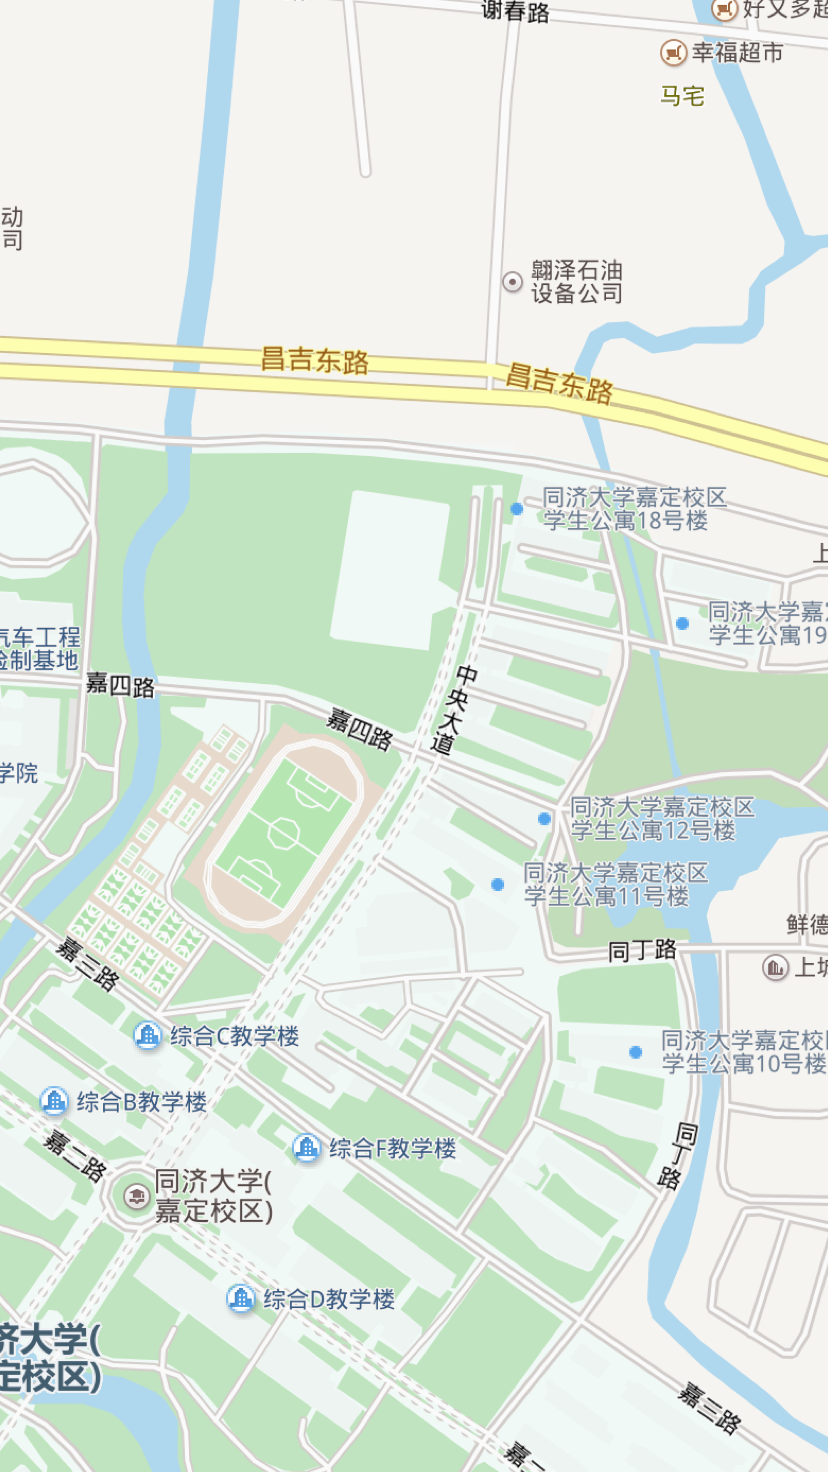 谢春路
好又多超
幸福超市
马宅
动
司
翾泽石油
设备公司
昌吉东路
昌吉东路
同济大学嘉定校区
学生公寓18号楼
上
同济大学嘉定
学生公寓19
汽车工程
验制基地
嘉四路
中央大道
嘉四路
学院
同济大学嘉定校区
学生公寓12号楼
同济大学嘉定校区
学生公寓11号楼
鲜德
同丁路
嘉三路
上坊
综合C教学楼
同济大学嘉定校
学生公寓10号楼
综合B教学楼
嘉二路
综合F教学楼
同丁路
同济大学(
嘉定校区)
综合D教学楼
济大学(
定校区)
嘉三路
嘉二